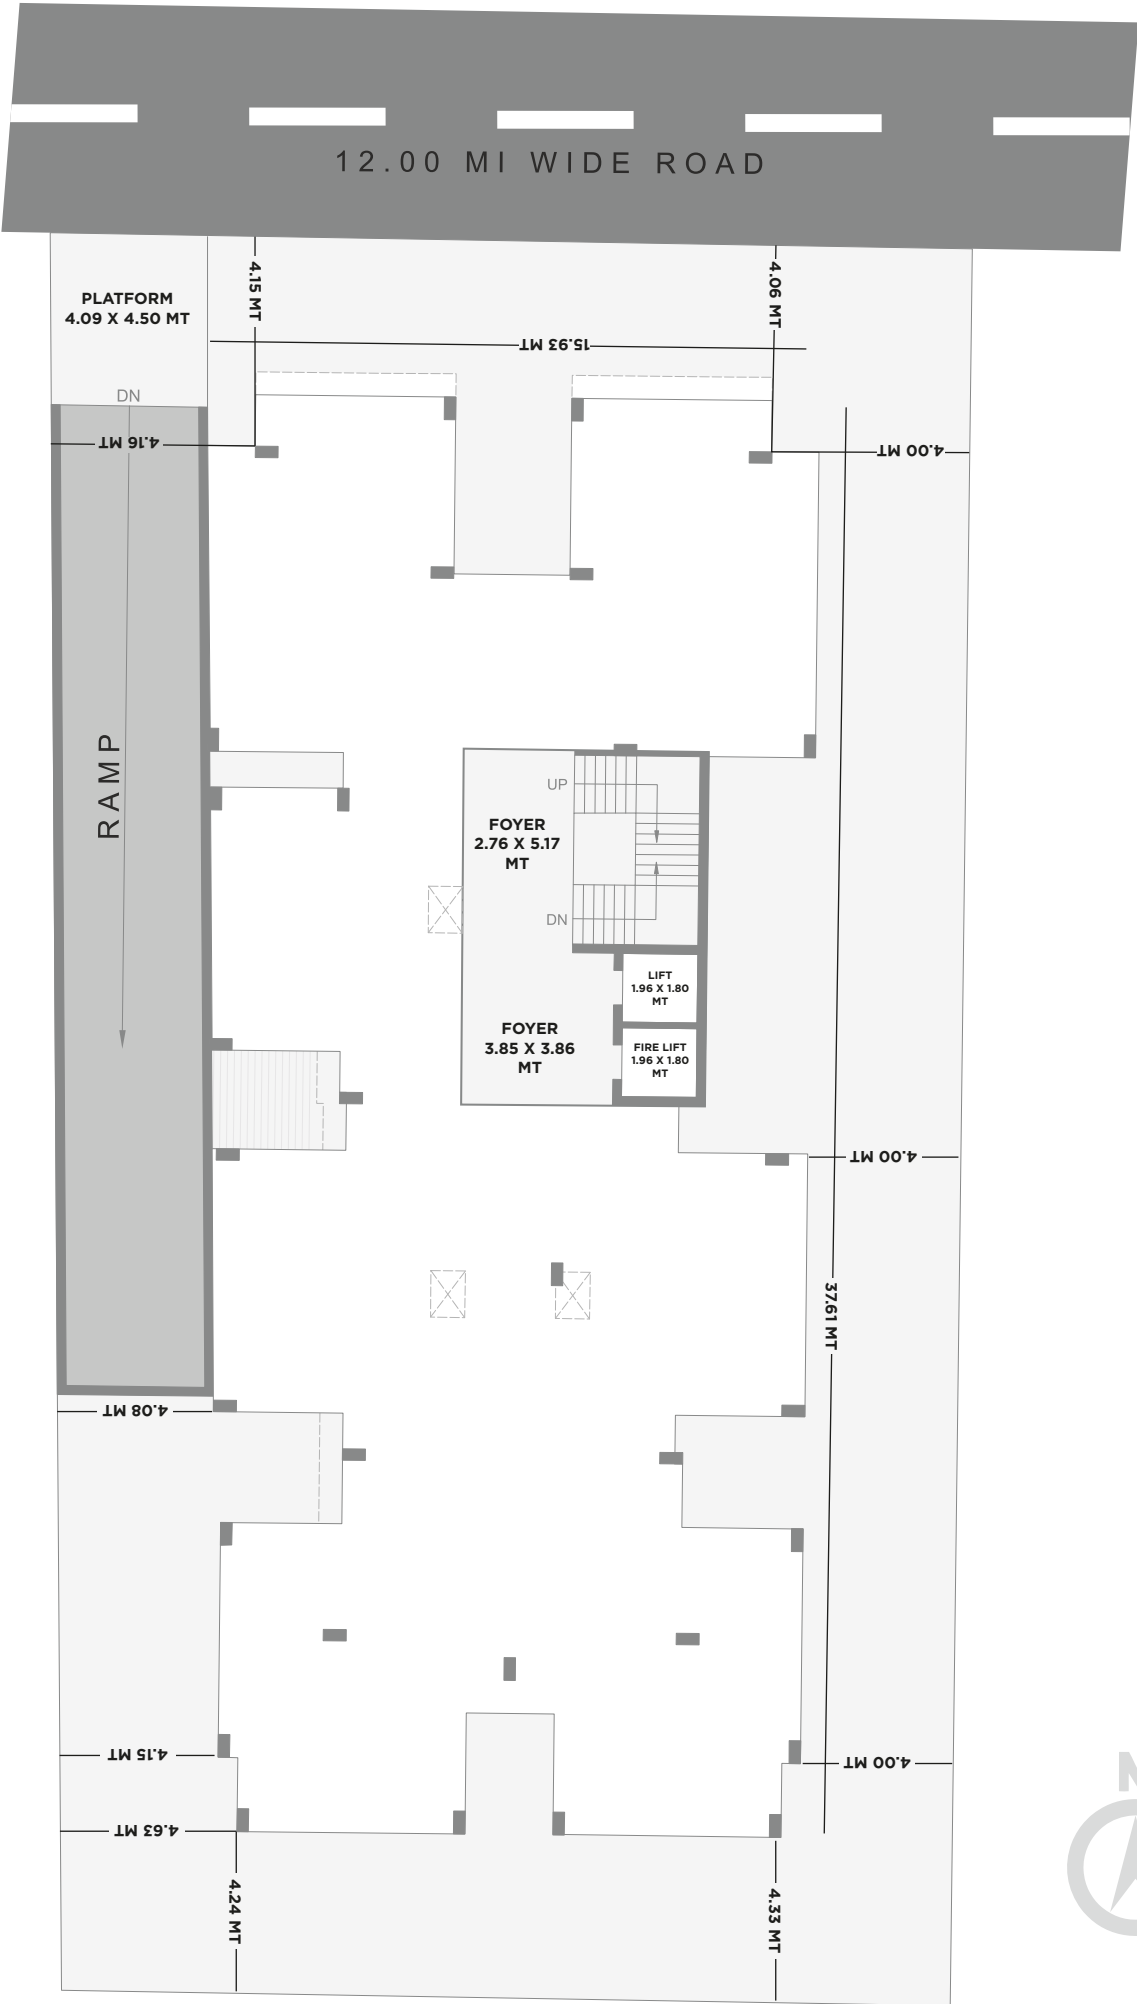 12.00 MI WIDE ROAD
PLATFORM
4.09 X 4.50 MT
4.15 MT
4.06 MT
15.93 MT
DN
4.16 MT
4.00 MT
RAMP
UP
FOYER
2.76 X 5.17
MT
DN
LIFT
1.96 X 1.80
MT
FOYER
3.85 X 3.86
MT
FIRE LIFT
1.96 X 1.80
MT
4.00 MT
37.61 MT
4.08 MT
4.15 MT
4.00 MT
4.63 MT
4.24 MT
4.33 MT